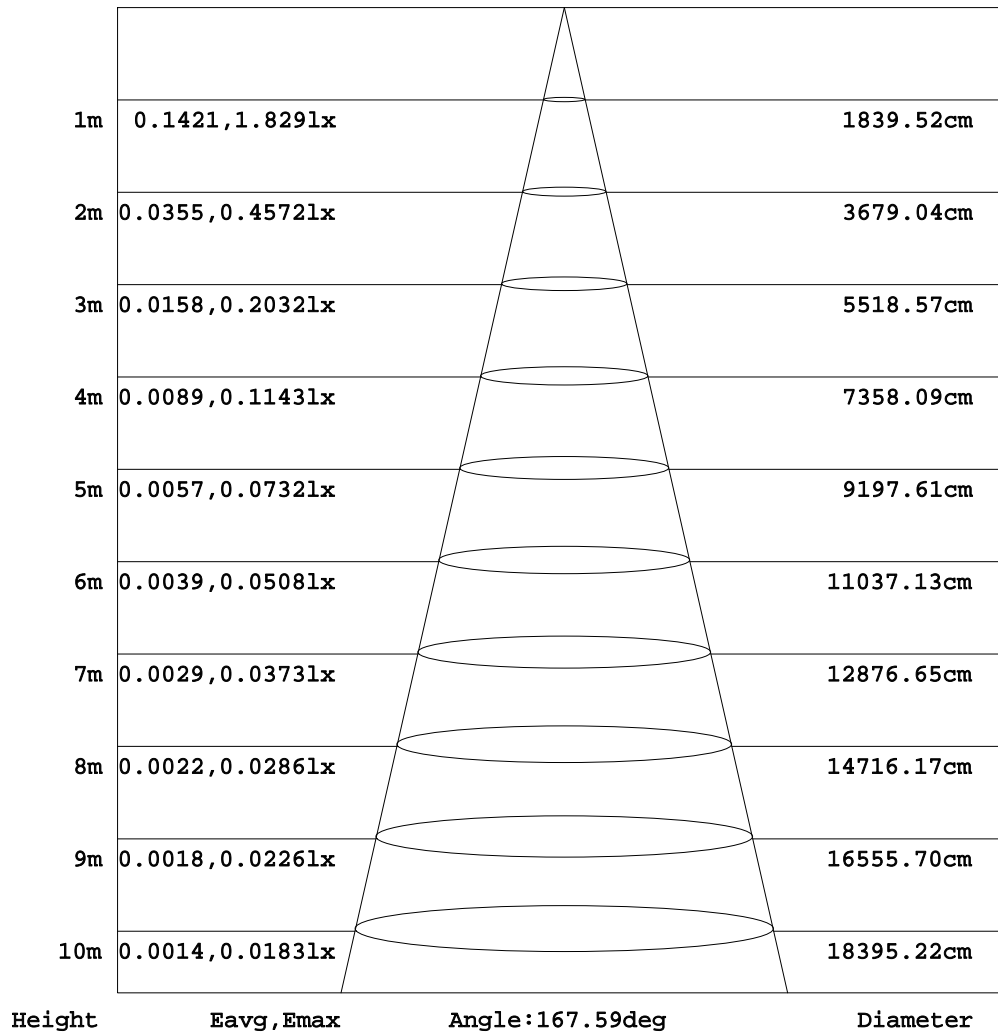 1m 0.1421,1.829lx 1839.52cm
2m 0.0355,0.4572lx 3679.04cm
3m 0.0158,0.2032lx 5518.57cm
4m 0.0089,0.1143lx 7358.09cm
5m 0.0057,0.0732lx 9197.61cm
6m 0.0039,0.0508lx 11037.13cm
7m 0.0029,0.0373lx 12876.65cm
8m 0.0022,0.0286lx 14716.17cm
9m 0.0018,0.0226lx 16555.70cm
10m 0.0014,0.0183lx 18395.22cm
Height Eavg,Emax Angle:167.59deg Diameter